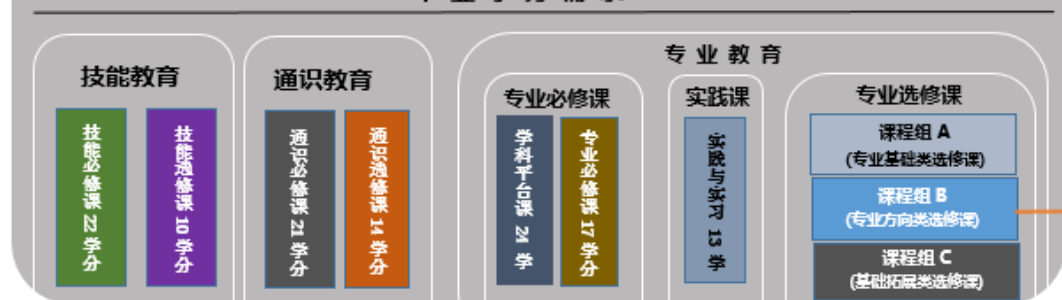 技能教育
技能必修课 22 学分
技能选修课 10 学分
通识教育
通识必修课 21 学分
通识选修课 14 学分
专 业 教 育
专业必修课
学科平台课 24 学
专业必修课 17 学分
实践课
实践与实习 13 学
专业选修课
课程组 A
(专业基础类选修课)
课程组 B
(专业方向类选修课)
课程组 C
(基础拓展类选修课)